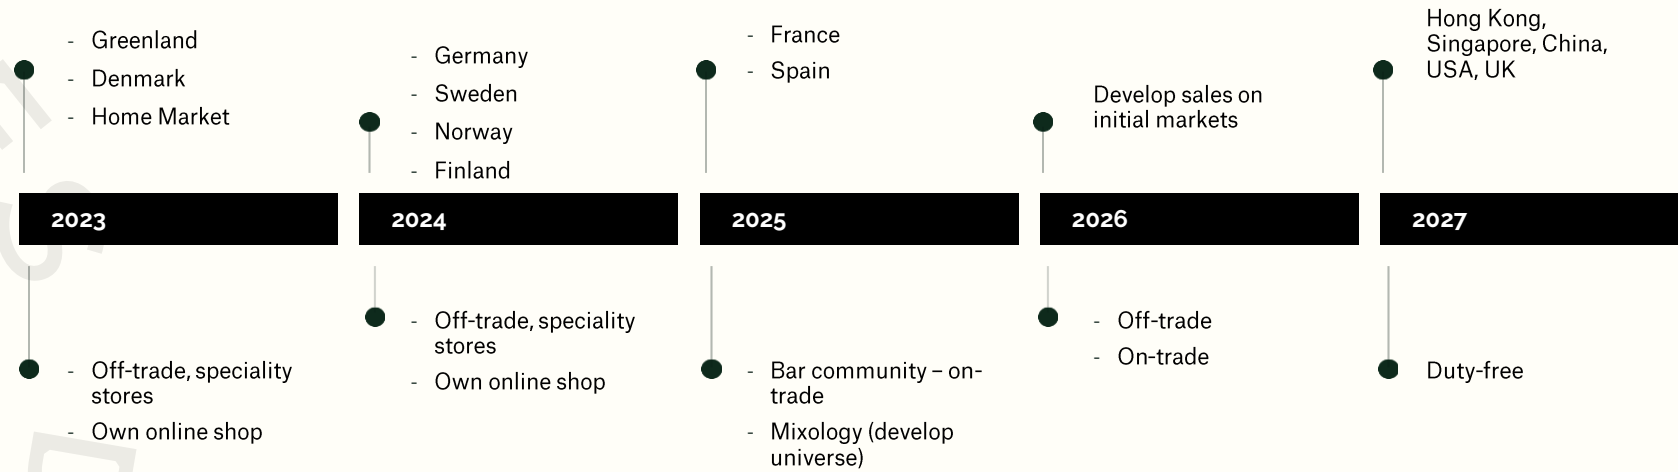 - Greenland
- Denmark
- Home Market
- Germany
- Sweden
- Norway
- Finland
- France
- Spain
Develop sales on
initial markets
Hong Kong,
Singapore, China,
USA, UK
2023
2024
2025
2026
2027
- Off-trade, speciality
stores
- Own online shop
- Off-trade, speciality
stores
- Own online shop
- Bar community – on-
trade
- Mixology (develop
universe)
- Off-trade
- On-trade
Duty-free